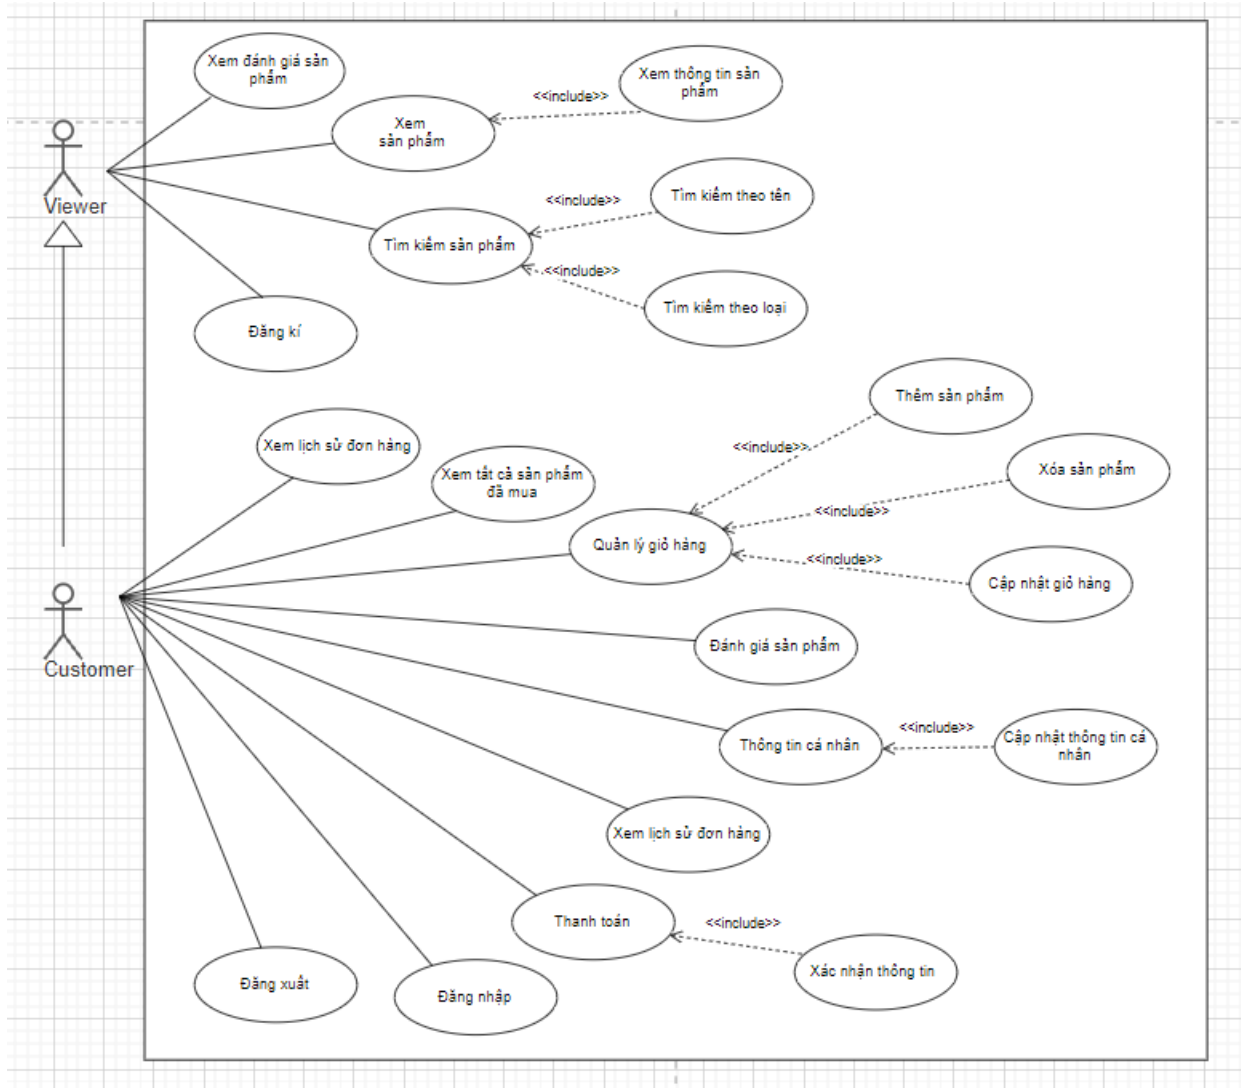 Xem đánh giá sản
phẩm
Xem
sản phẩm
<<include>>
Xem thông tin sản
phẩm
Viewer
Tìm kiếm sản phẩm
<<include>>
Tìm kiếm theo tên
<<include>>
Tìm kiếm theo loại
Đăng kí
Xem lịch sử đơn hàng
Xem tất cả sản phẩm
đã mua
Quản lý giỏ hàng
<<include>>
Thêm sản phẩm
<<include>>
Xóa sản phẩm
<<include>>
Cập nhật giỏ hàng
Customer
Đánh giá sản phẩm
Thông tin cá nhân
<<include>>
Cập nhật thông tin cá
nhân
Xem lịch sử đơn hàng
Thanh toán
<<include>>
Xác nhận thông tin
Đăng xuất
Đăng nhập